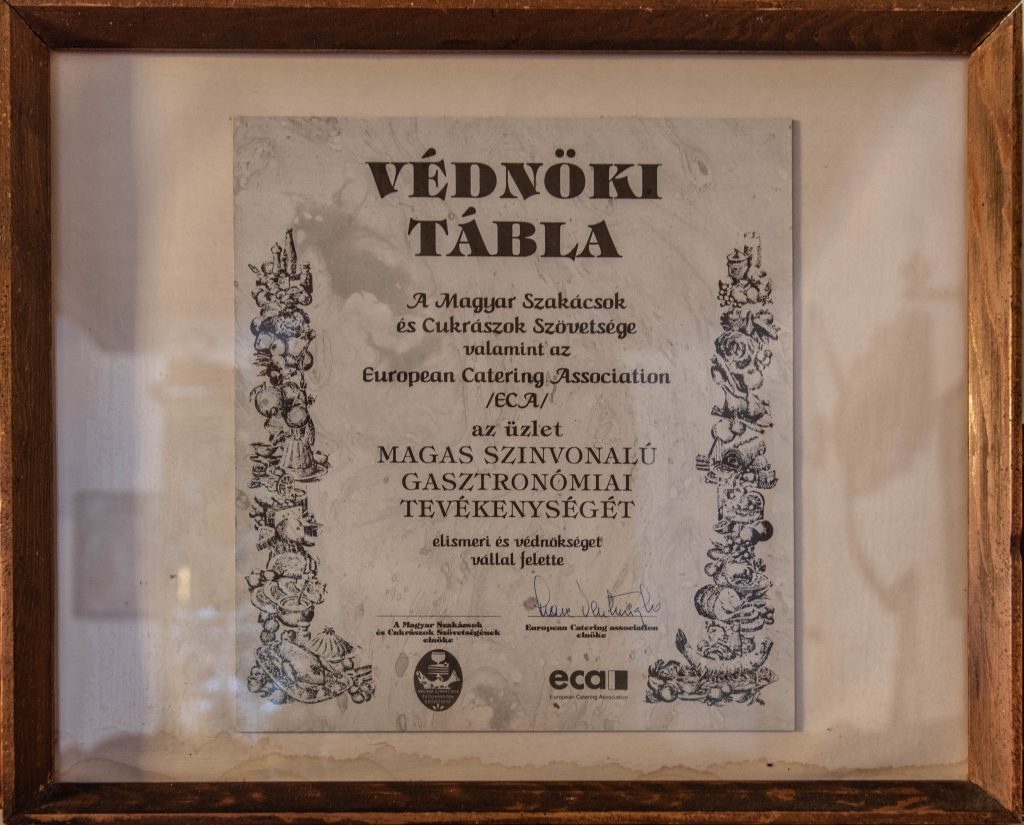 VÉDNÖKI
TÁBLA
A Magyar Szakácsok
és Cukrászok Szövetsége
valamint az
European Catering Association
/ECA/
az üzlet
MAGAS SZINVONALÚ
GASZTRONÓMIAI
TEVÉKENYSÉGÉT
elismeri és védnökséget
vállal felette
A Magyar Szakácsok
és Cukrászok Szövetségének
elnöke
European Catering association
elnöke
eca
European Catering Association